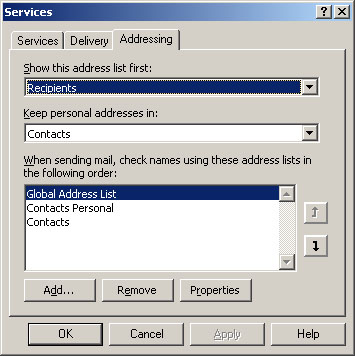 Services
Services
Delivery
Addressing
Show this address list first:
Recipients
Keep personal addresses in:
Contacts
When sending mail, check names using these address lists in
the following order:
Global Address List
Contacts Personal
Contacts
Add...
Remove
Properties
OK
Cancel
Apply
Help